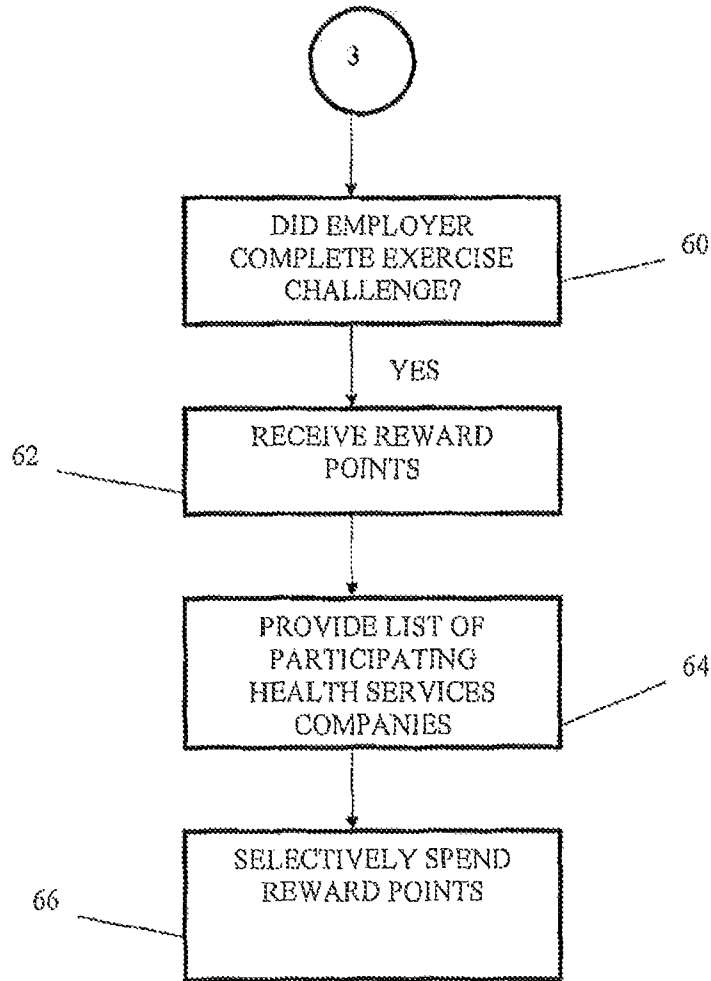 3
DID EMPLOYER
COMPLETE EXERCISE
CHALLENGE?
60
YES
RECEIVE REWARD
POINTS
62
PROVIDE LIST OF
PARTICIPATING
HEALTH SERVICES
COMPANIES
64
SELECTIVELY SPEND
REWARD POINTS
66